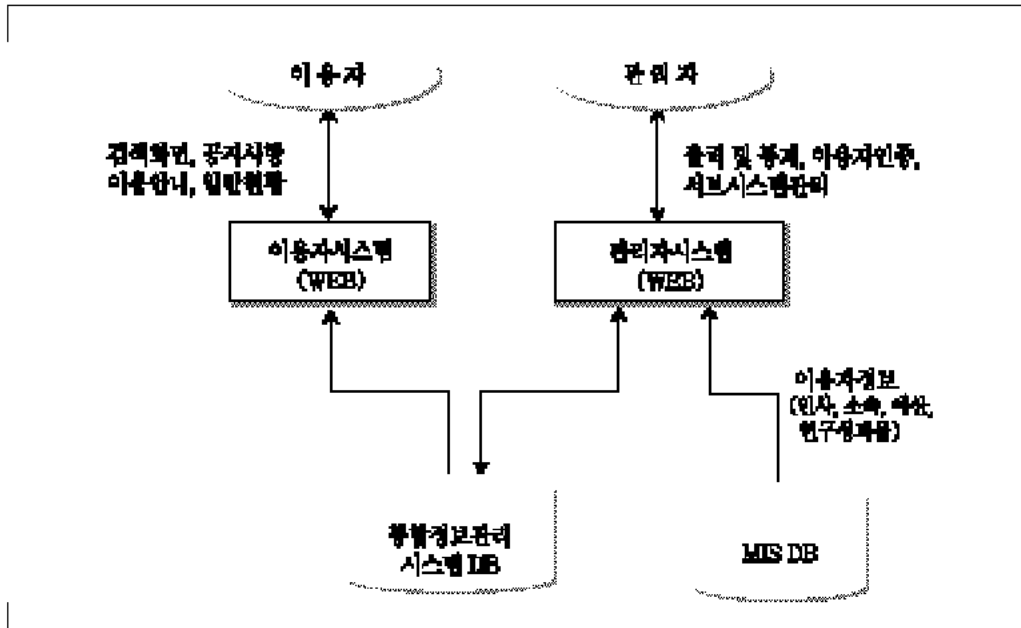 이 용 자
관 리 자
검색화면, 공지사항
이용안내, 일반현황
출력 및 통계, 이용자인증,
서브시스템관리
이용자시스템
(WEB)
관리자시스템
(WEB)
이용자정보
(인사, 소속, 예산,
연구성과물)
통합정보관리
시스템 DB
MIS DB